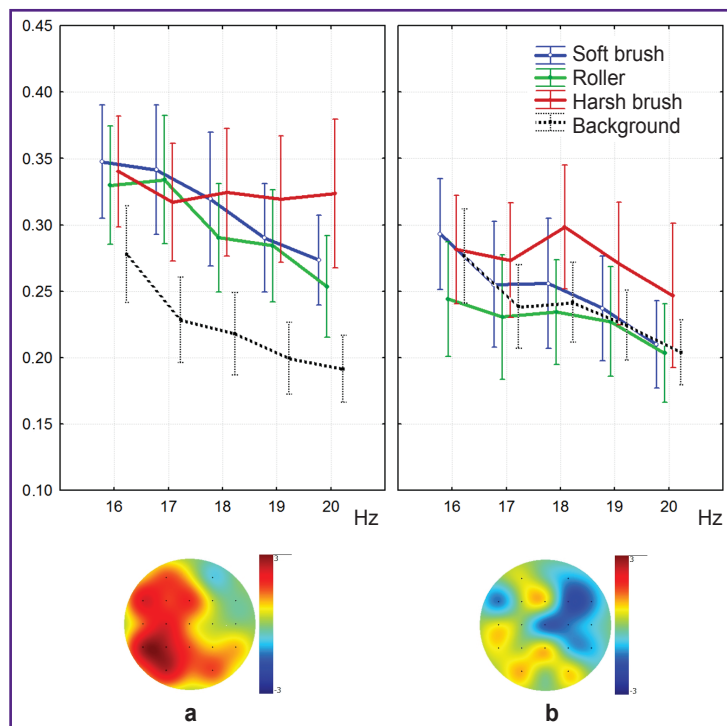 0.45
0.40
0.35
0.30
0.25
0.20
0.15
0.10
Soft brush
Roller
Harsh brush
Background
16 17 18 19 20
Hz
16 17 18 19 20
Hz
3
-3
3
-3
a
b